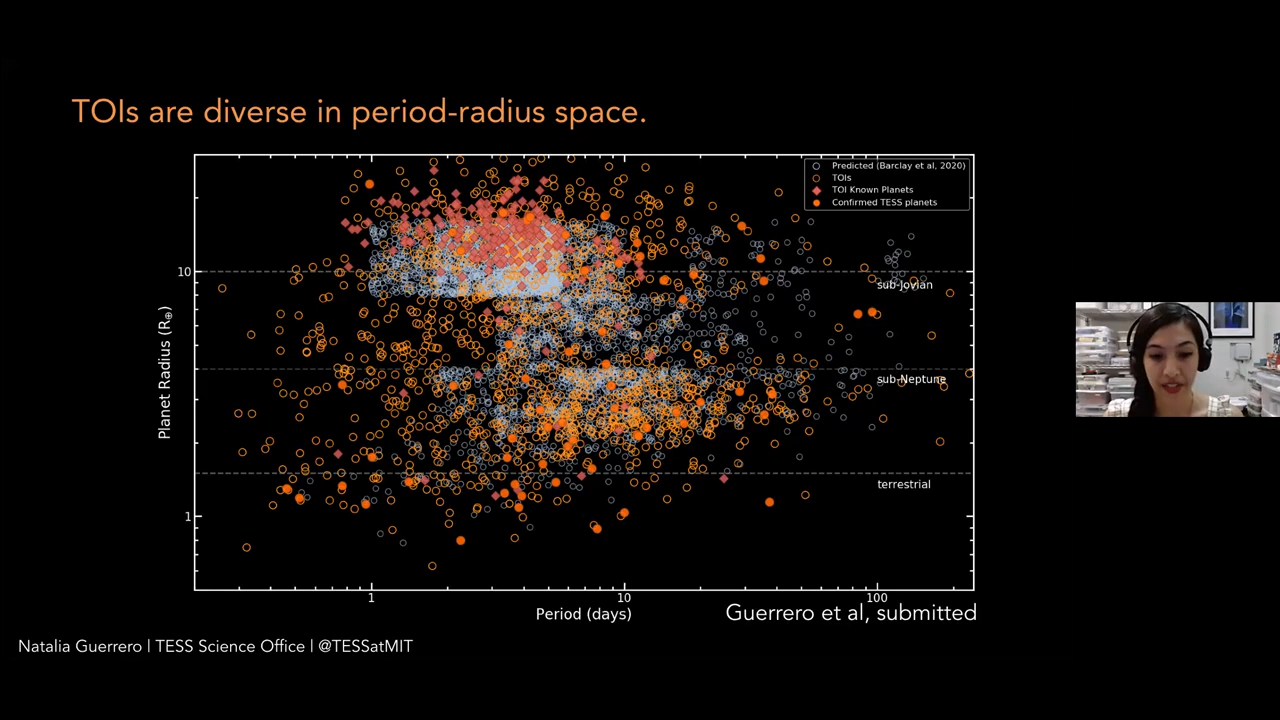 TOIs are diverse in period-radius space.
Predicted (Barclay et al, 2020)
TOIs
TOI Known Planets
Confirmed TESS planets
10
sub-Jovian
sub-Neptune
terrestrial
1
Planet Radius (R⊕)
1
10
100
Period (days)
Guerrero et al, submitted
Natalia Guerrero | TESS Science Office | @TESSatMIT